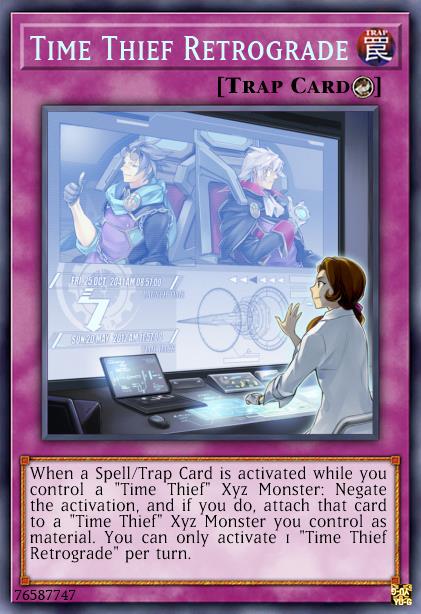 TIME THIEF RETROGRADE
TRAP
罠
[TRAP CARD]
FRI 25 OCT 2041 AM 08:51:00
SUN 20 MAY 2017 AM 11:57:00
When a Spell/Trap Card is activated while you
control a "Time Thief" Xyz Monster: Negate
the activation, and if you do, attach that card
to a "Time Thief" Xyz Monster you control as
material. You can only activate 1 "Time Thief
Retrograde" per turn.
76587747